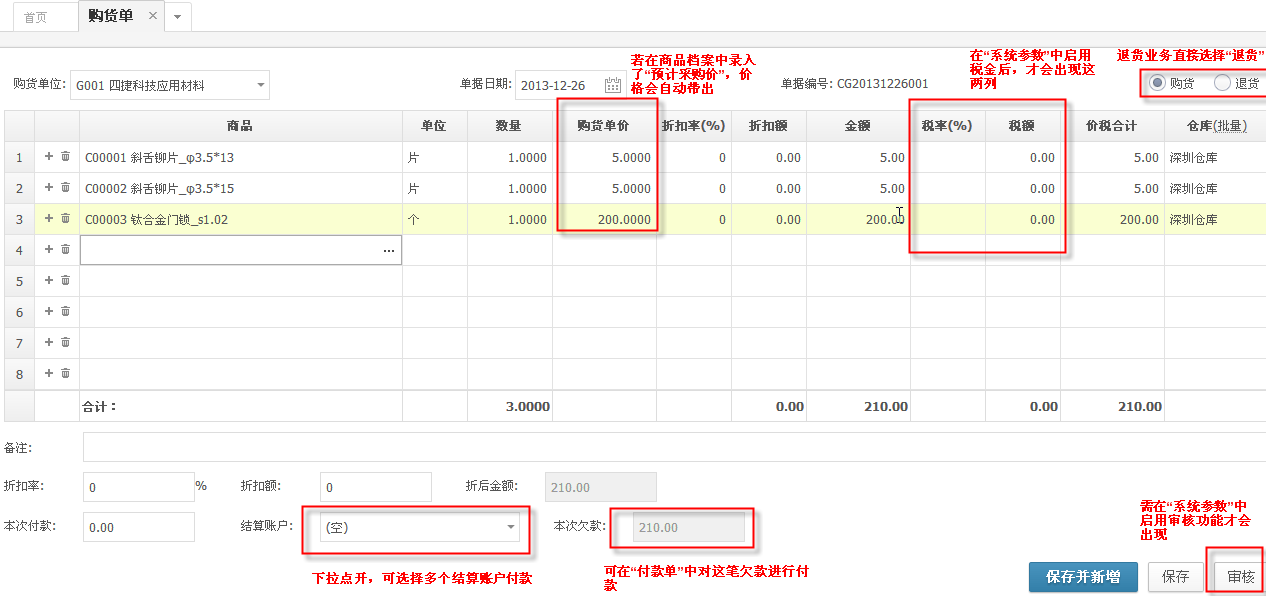 首页 购货单 ×
若在商品档案中录入
了“预计采购价”，价
格会自动带出
在“系统参数”中启用
税金后，才会出现这
两列
退货业务直接选择“退货”
购货单位: G001 四捷科技应用材料 单据日期: 2013-12-26 单据编号: CG20131226001 购货 退货
商品 单位 数量 购货单价 折扣率(%) 折扣额 金额 税率(%) 税额 价税合计 仓库(批量)
1 C00001 斜舌铆片_φ3.5*13 片 1.0000 5.0000 0 0.00 5.00 0.00 5.00 深圳仓库
2 C00002 斜舌铆片_φ3.5*15 片 1.0000 5.0000 0 0.00 5.00 0.00 5.00 深圳仓库
3 C00003 钛合金门锁_s1.02 个 1.0000 200.0000 0 0.00 200.00 0.00 200.00 深圳仓库
4 ...
5
6
7
8
合计： 3.0000 0.00 210.00 0.00 210.00
备注:
折扣率: 0 % 折扣额: 0 折后金额: 210.00
本次付款: 0.00 结算账户: (空) 本次欠款: 210.00
需在“系统参数”中
启用审核功能才会
出现
下拉点开，可选择多个结算账户付款
可在“付款单”中对这笔欠款进行付
款
保存并新增 保存 审核